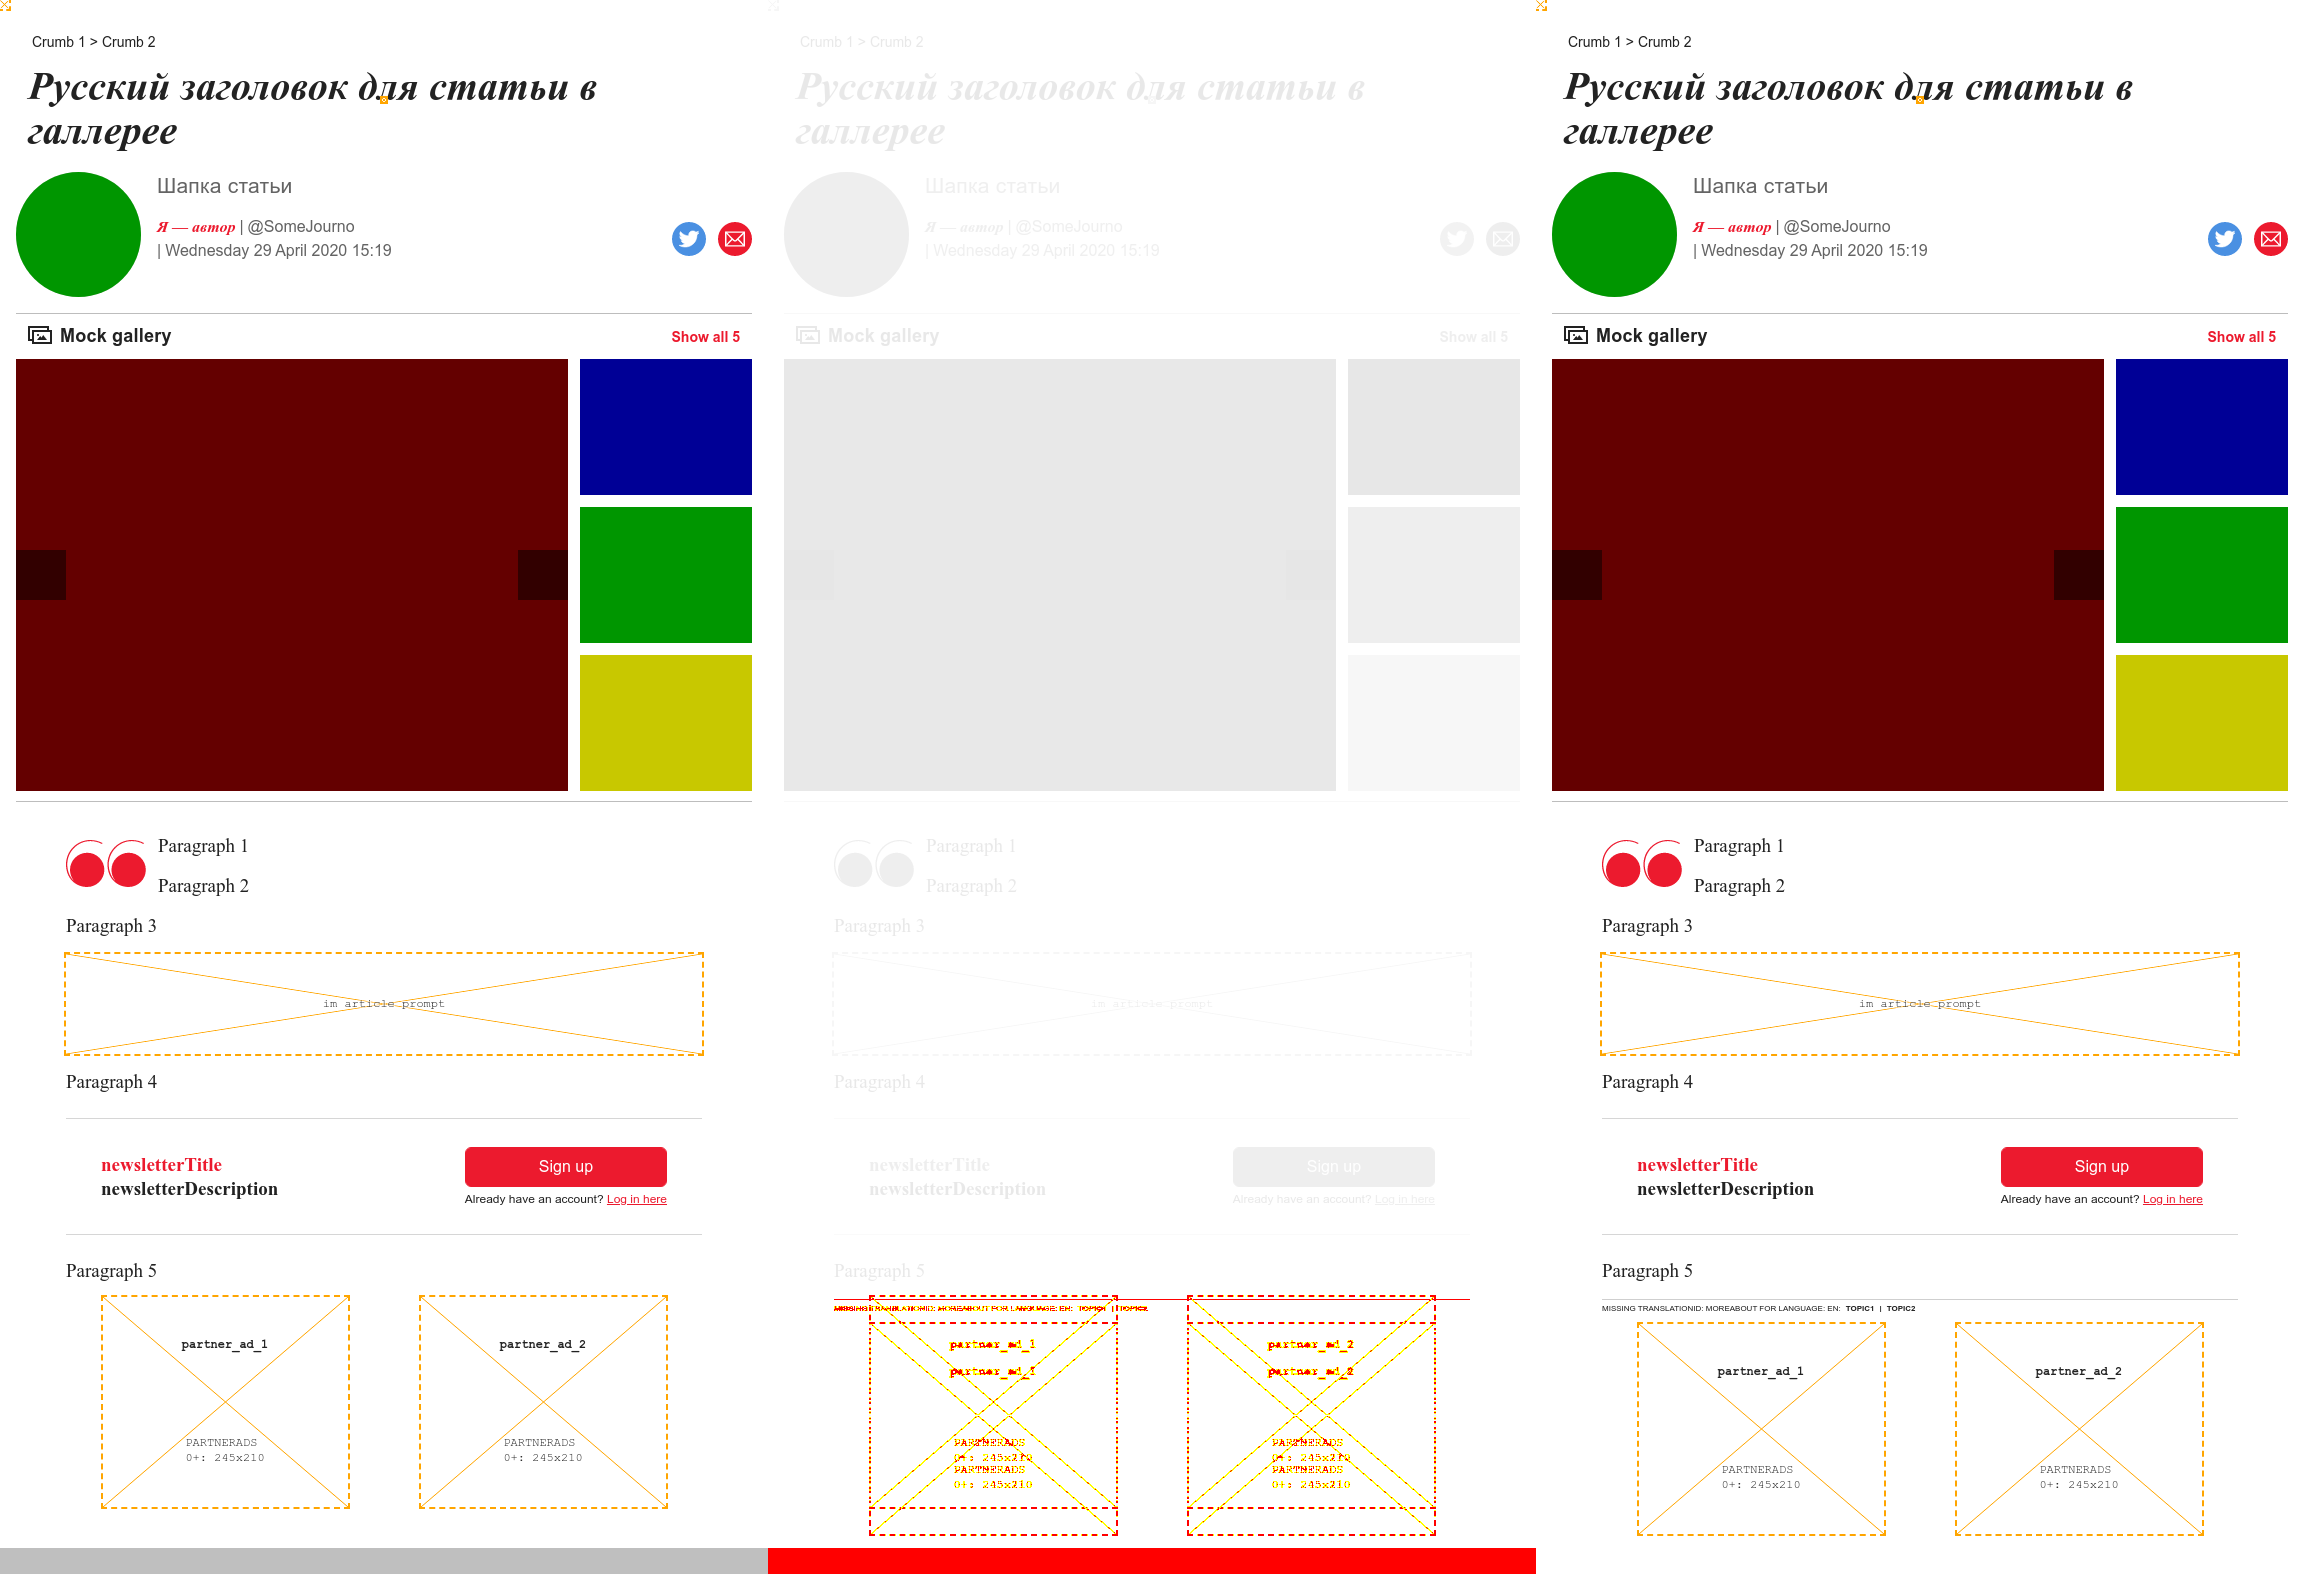 Crumb 1 > Crumb 2
Русский заголовок для статьи в
галлерее
Шапка статьи
Я — автор | @SomeJourno
| Wednesday 29 April 2020 15:19
Mock gallery
Show all 5
Paragraph 1
Paragraph 2
Paragraph 3
im article prompt
Paragraph 4
newsletterTitle
newsletterDescription
Sign up
Already have an account? Log in here
Paragraph 5
partner_ad_1
PARTNERADS
0+: 245x210
partner_ad_2
PARTNERADS
0+: 245x210
Crumb 1 > Crumb 2
Русский заголовок для статьи в
галлерее
Шапка статьи
Я — автор | @SomeJourno
| Wednesday 29 April 2020 15:19
Mock gallery
Show all 5
Paragraph 1
Paragraph 2
Paragraph 3
im article prompt
Paragraph 4
newsletterTitle
newsletterDescription
Sign up
Already have an account? Log in here
Paragraph 5
partner_ad_1
partner_ad_1
PARTNERADS
0+: 245x210
PARTNERADS
0+: 245x210
partner_ad_2
partner_ad_2
PARTNERADS
0+: 245x210
PARTNERADS
0+: 245x210
Crumb 1 > Crumb 2
Русский заголовок для статьи в
галлерее
Шапка статьи
Я — автор | @SomeJourno
| Wednesday 29 April 2020 15:19
Mock gallery
Show all 5
Paragraph 1
Paragraph 2
Paragraph 3
im article prompt
Paragraph 4
newsletterTitle
newsletterDescription
Sign up
Already have an account? Log in here
Paragraph 5
MISSING TRANSLATIONID: MOREABOUT FOR LANGUAGE: EN: TOPIC1 | TOPIC2
partner_ad_1
PARTNERADS
0+: 245x210
partner_ad_2
PARTNERADS
0+: 245x210